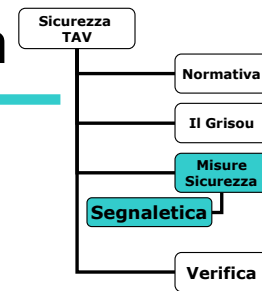 Sicurezza
TAV
Normativa
Il Grisou
Misure
Sicurezza
Segnaletica
Verifica